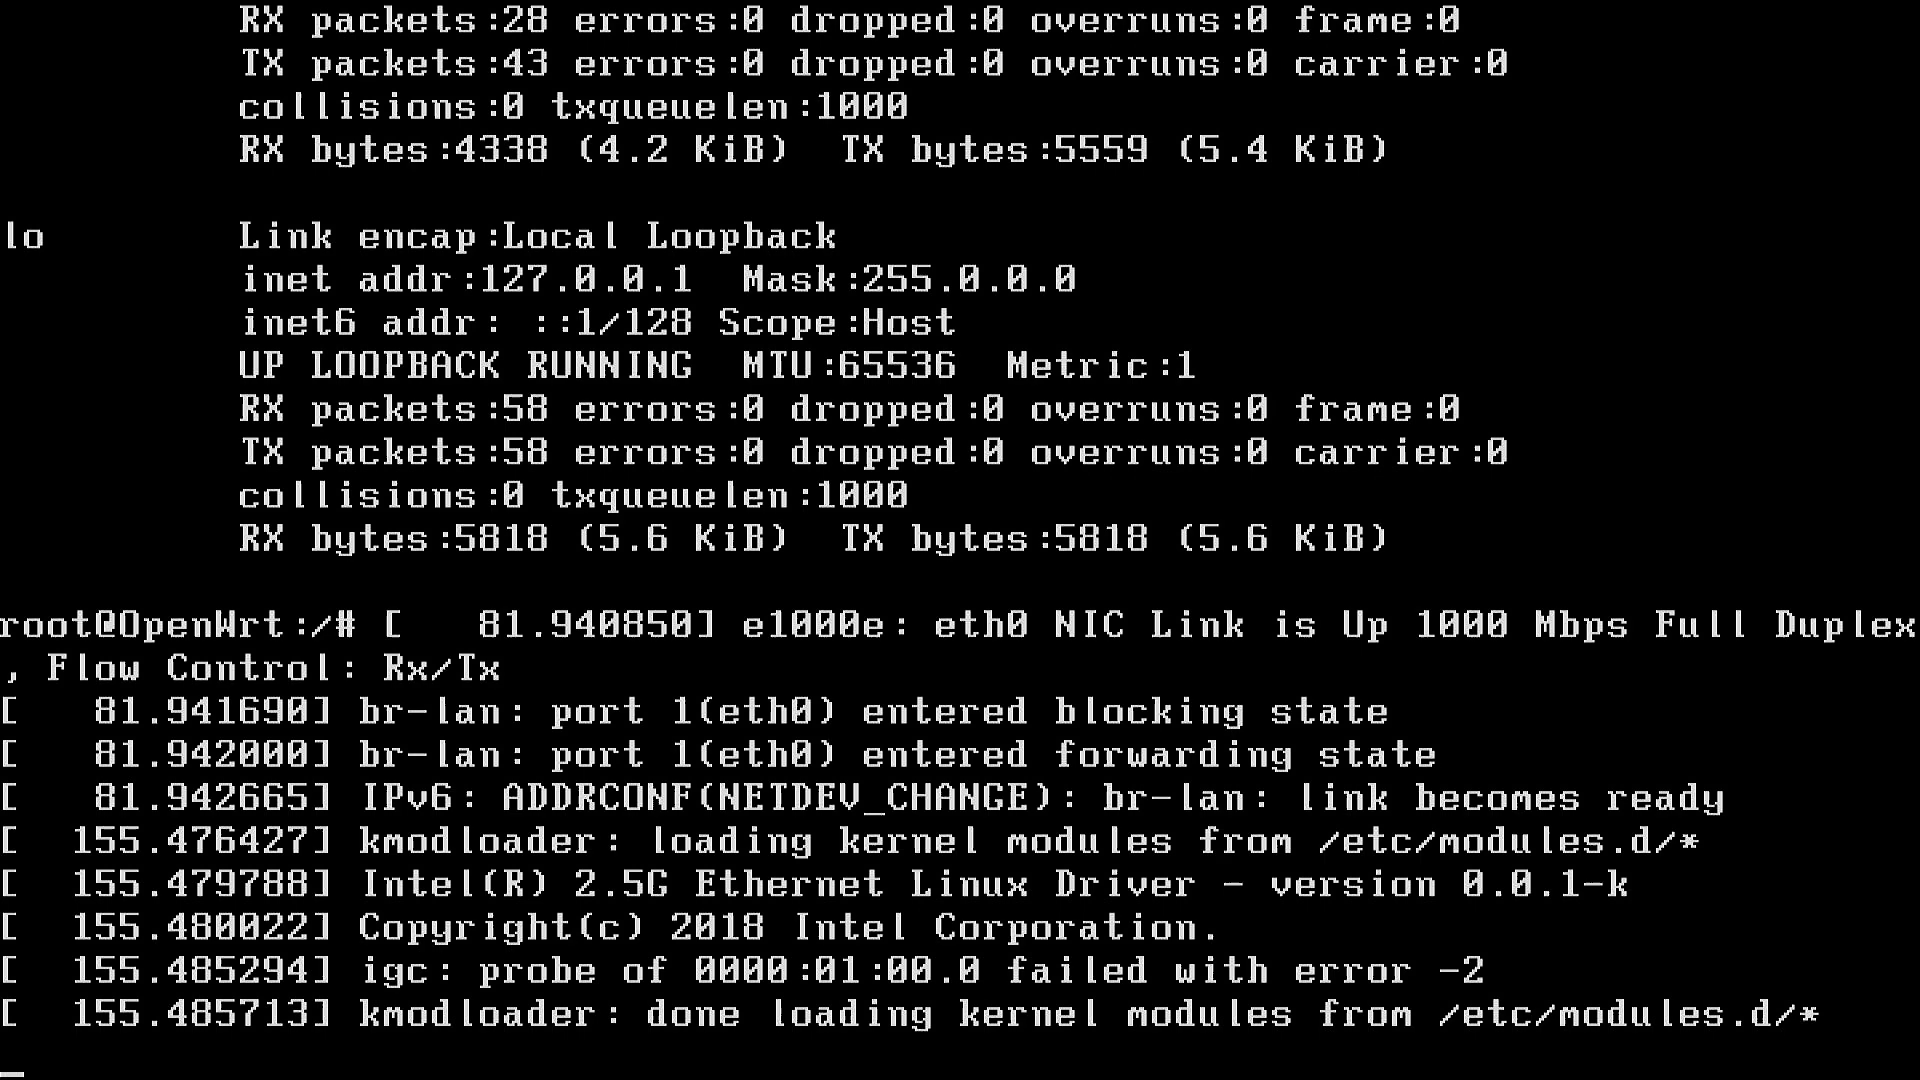 RX packets:28 errors:0 dropped:0 overruns:0 frame:0
TX packets:43 errors:0 dropped:0 overruns:0 carrier:0
collisions:0 txqueuelen:1000
RX bytes:4338 (4.2 KiB)  TX bytes:5559 (5.4 KiB)
lo        Link encap:Local Loopback
inet addr:127.0.0.1  Mask:255.0.0.0
inet6 addr: ::1/128 Scope:Host
UP LOOPBACK RUNNING  MTU:65536  Metric:1
RX packets:58 errors:0 dropped:0 overruns:0 frame:0
TX packets:58 errors:0 dropped:0 overruns:0 carrier:0
collisions:0 txqueuelen:1000
RX bytes:5818 (5.6 KiB)  TX bytes:5818 (5.6 KiB)
root@OpenWrt:/# [   81.940850] e1000e: eth0 NIC Link is Up 1000 Mbps Full Duplex
, Flow Control: Rx/Tx
[   81.941690] br-lan: port 1(eth0) entered blocking state
[   81.942000] br-lan: port 1(eth0) entered forwarding state
[   81.942665] IPv6: ADDRCONF(NETDEV_CHANGE): br-lan: link becomes ready
[  155.476427] kmodloader: loading kernel modules from /etc/modules.d/*
[  155.479788] Intel(R) 2.5G Ethernet Linux Driver - version 0.0.1-k
[  155.480022] Copyright(c) 2018 Intel Corporation.
[  155.485294] igc: probe of 0000:01:00.0 failed with error -2
[  155.485713] kmodloader: done loading kernel modules from /etc/modules.d/*